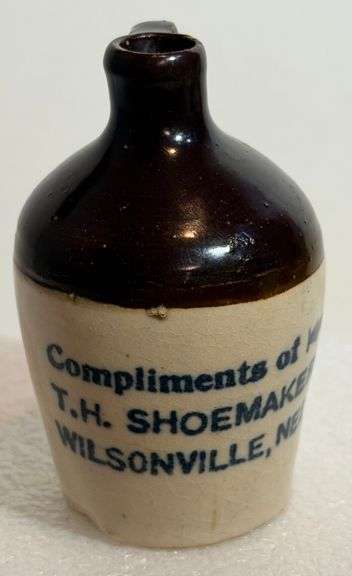 Compliments of
T.H. SHOEMAKE
WILSONVILLE, NE